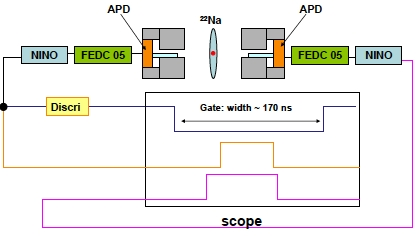 APD
²²Na
APD
NINO
FEDC 05
FEDC 05
NINO
Discri
Gate: width ~ 170 ns
scope